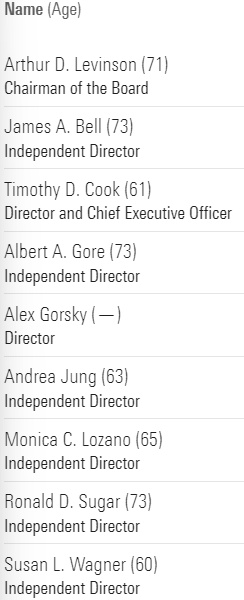 Name (Age)
Arthur D. Levinson (71)
Chairman of the Board
James A. Bell (73)
Independent Director
Timothy D. Cook (61)
Director and Chief Executive Officer
Albert A. Gore (73)
Independent Director
Alex Gorsky (—)
Director
Andrea Jung (63)
Independent Director
Monica C. Lozano (65)
Independent Director
Ronald D. Sugar (73)
Independent Director
Susan L. Wagner (60)
Independent Director